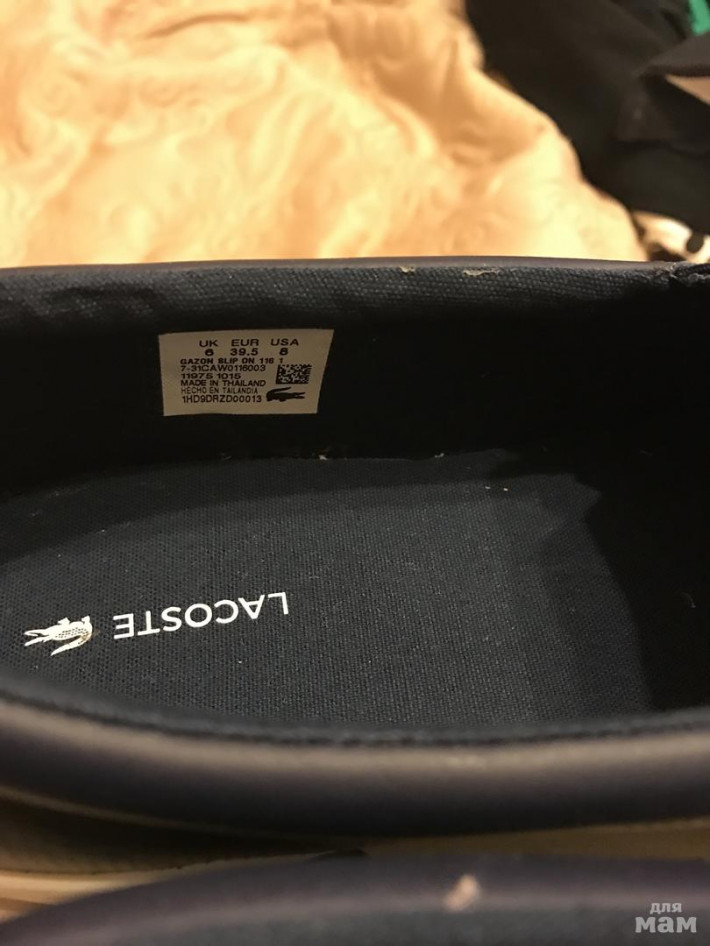 UK EUR USA
6 39.5 8
GAZON SLIP ON 116 1
7-31CAW0116003
11975 1015
MADE IN THAILAND
HECHO EN TAILANDIA
1HD9DRZD00013
LACOSTE
для
мам